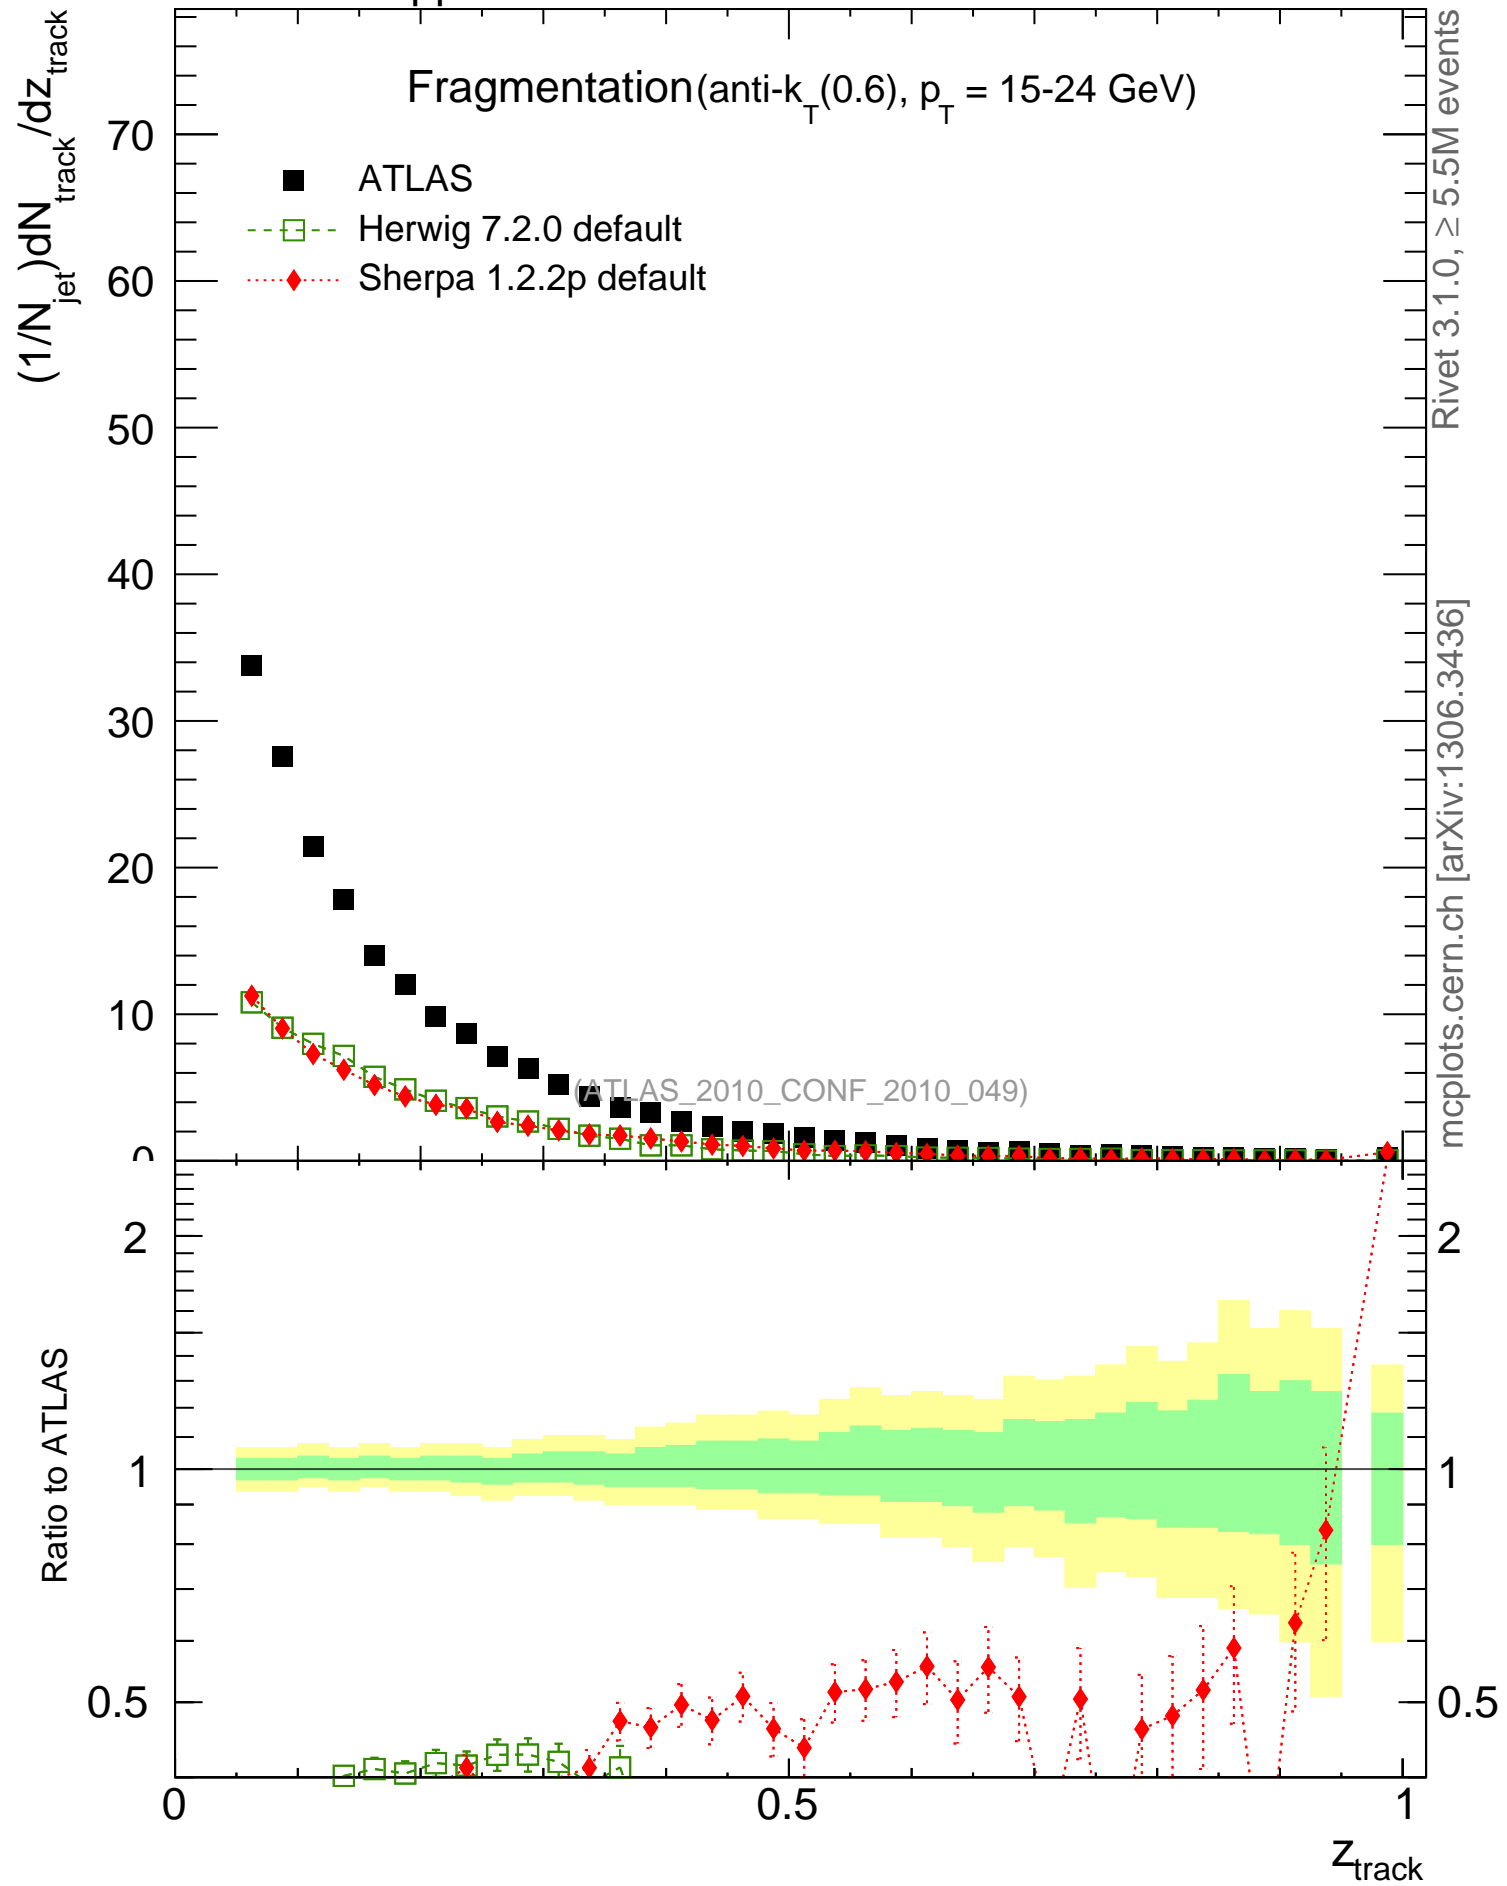 pp
(1/N_jet)dN_track/dz_track
Fragmentation (anti-k_T(0.6), p_T = 15-24 GeV)
ATLAS
Herwig 7.2.0 default
Sherpa 1.2.2p default
70
60
50
40
30
20
10
0
(ATLAS_2010_CONF_2010_049)
Rivet 3.1.0, ≥ 5.5M events
mcplots.cern.ch [arXiv:1306.3436]
Ratio to ATLAS
2
1
0.5
2
1
0.5
0
0.5
1
z_track